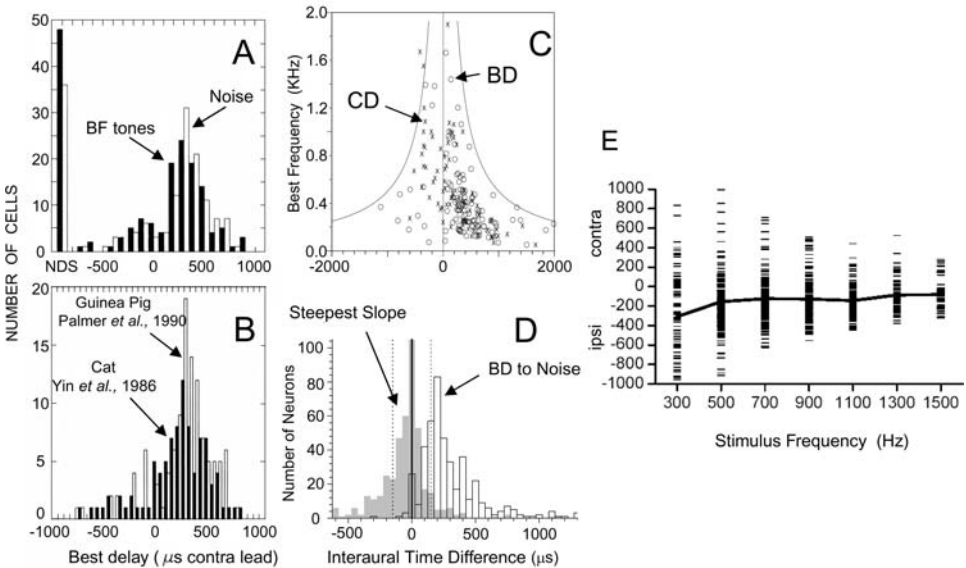 NUMBER OF CELLS
50
40
30
20
10
0
A
Noise
BF tones
NDS
-500
0
500
1000
20
15
10
5
0
B
Guinea Pig
Palmer et al., 1990
Cat
Yin et al., 1986
-1000
-500
0
500
1000
Best delay ( μs contra lead)
Best Frequency (KHz)
2.0
1.6
1.2
0.8
0.4
0.0
C
BD
CD
-2000
0
2000
Steepest Slope
D
BD to Noise
Number of Neurons
100
80
60
40
20
0
-500
0
500
1000
Interaural Time Difference (μs)
E
contra
ipsi
1000
800
600
400
200
0
-200
-400
-600
-800
-1000
300
500
700
900
1100
1300
1500
Stimulus Frequency (Hz)